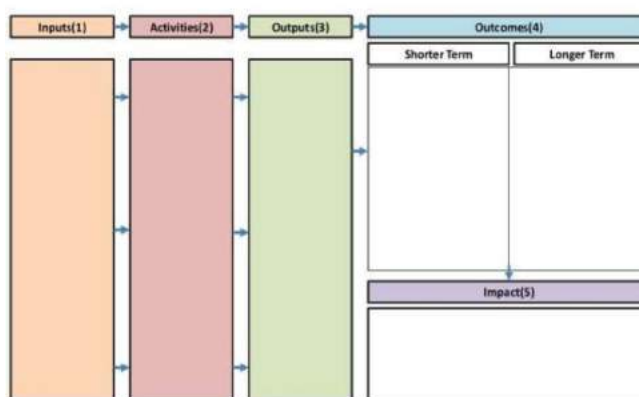 Inputs(1) Activities(2) Outputs(3) Outcomes(4)
Shorter Term Longer Term
Impact(5)